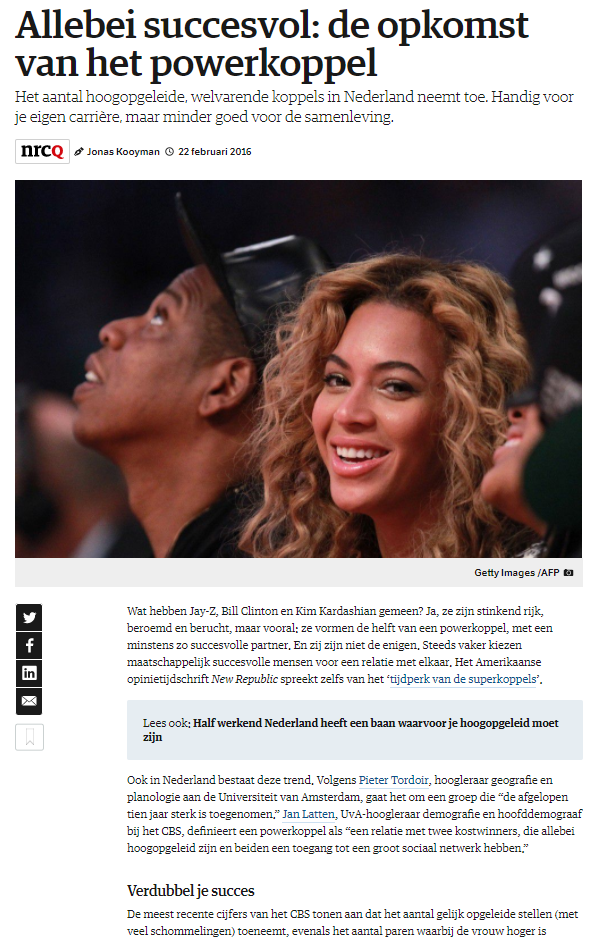 Allebei succesvol: de opkomst
van het powerkoppel
Het aantal hoogopgeleide, welvarende koppels in Nederland neemt toe. Handig voor
je eigen carrière, maar minder goed voor de samenleving.
nrcQ Jonas Kooyman 22 februari 2016
Getty Images /AFP
Wat hebben Jay-Z, Bill Clinton en Kim Kardashian gemeen? Ja, ze zijn stinkend rijk,
beroemd en berucht, maar vooral: ze vormen de helft van een powerkoppel, met een
minstens zo succesvolle partner. En zij zijn niet de enigen. Steeds vaker kiezen
maatschappelijk succesvolle mensen voor een relatie met elkaar. Het Amerikaanse
opinietijdschrift New Republic spreekt zelfs van het ‘tijdperk van de superkoppels’.
Lees ook: Half werkend Nederland heeft een baan waarvoor je hoogopgeleid moet
zijn
Ook in Nederland bestaat deze trend. Volgens Pieter Tordoir, hoogleraar geografie en
planologie aan de Universiteit van Amsterdam, gaat het om een groep die “de afgelopen
tien jaar sterk is toegenomen.” Jan Latten, UvA-hoogleraar demografie en hoofddemograaf
bij het CBS, definieert een powerkoppel als “een relatie met twee kostwinners, die allebei
hoogopgeleid zijn en beiden een toegang tot een groot sociaal netwerk hebben.”
Verdubbel je succes
De meest recente cijfers van het CBS tonen aan dat het aantal gelijk opgeleide stellen (met
veel schommelingen) toeneemt, evenals het aantal paren waarbij de vrouw hoger is